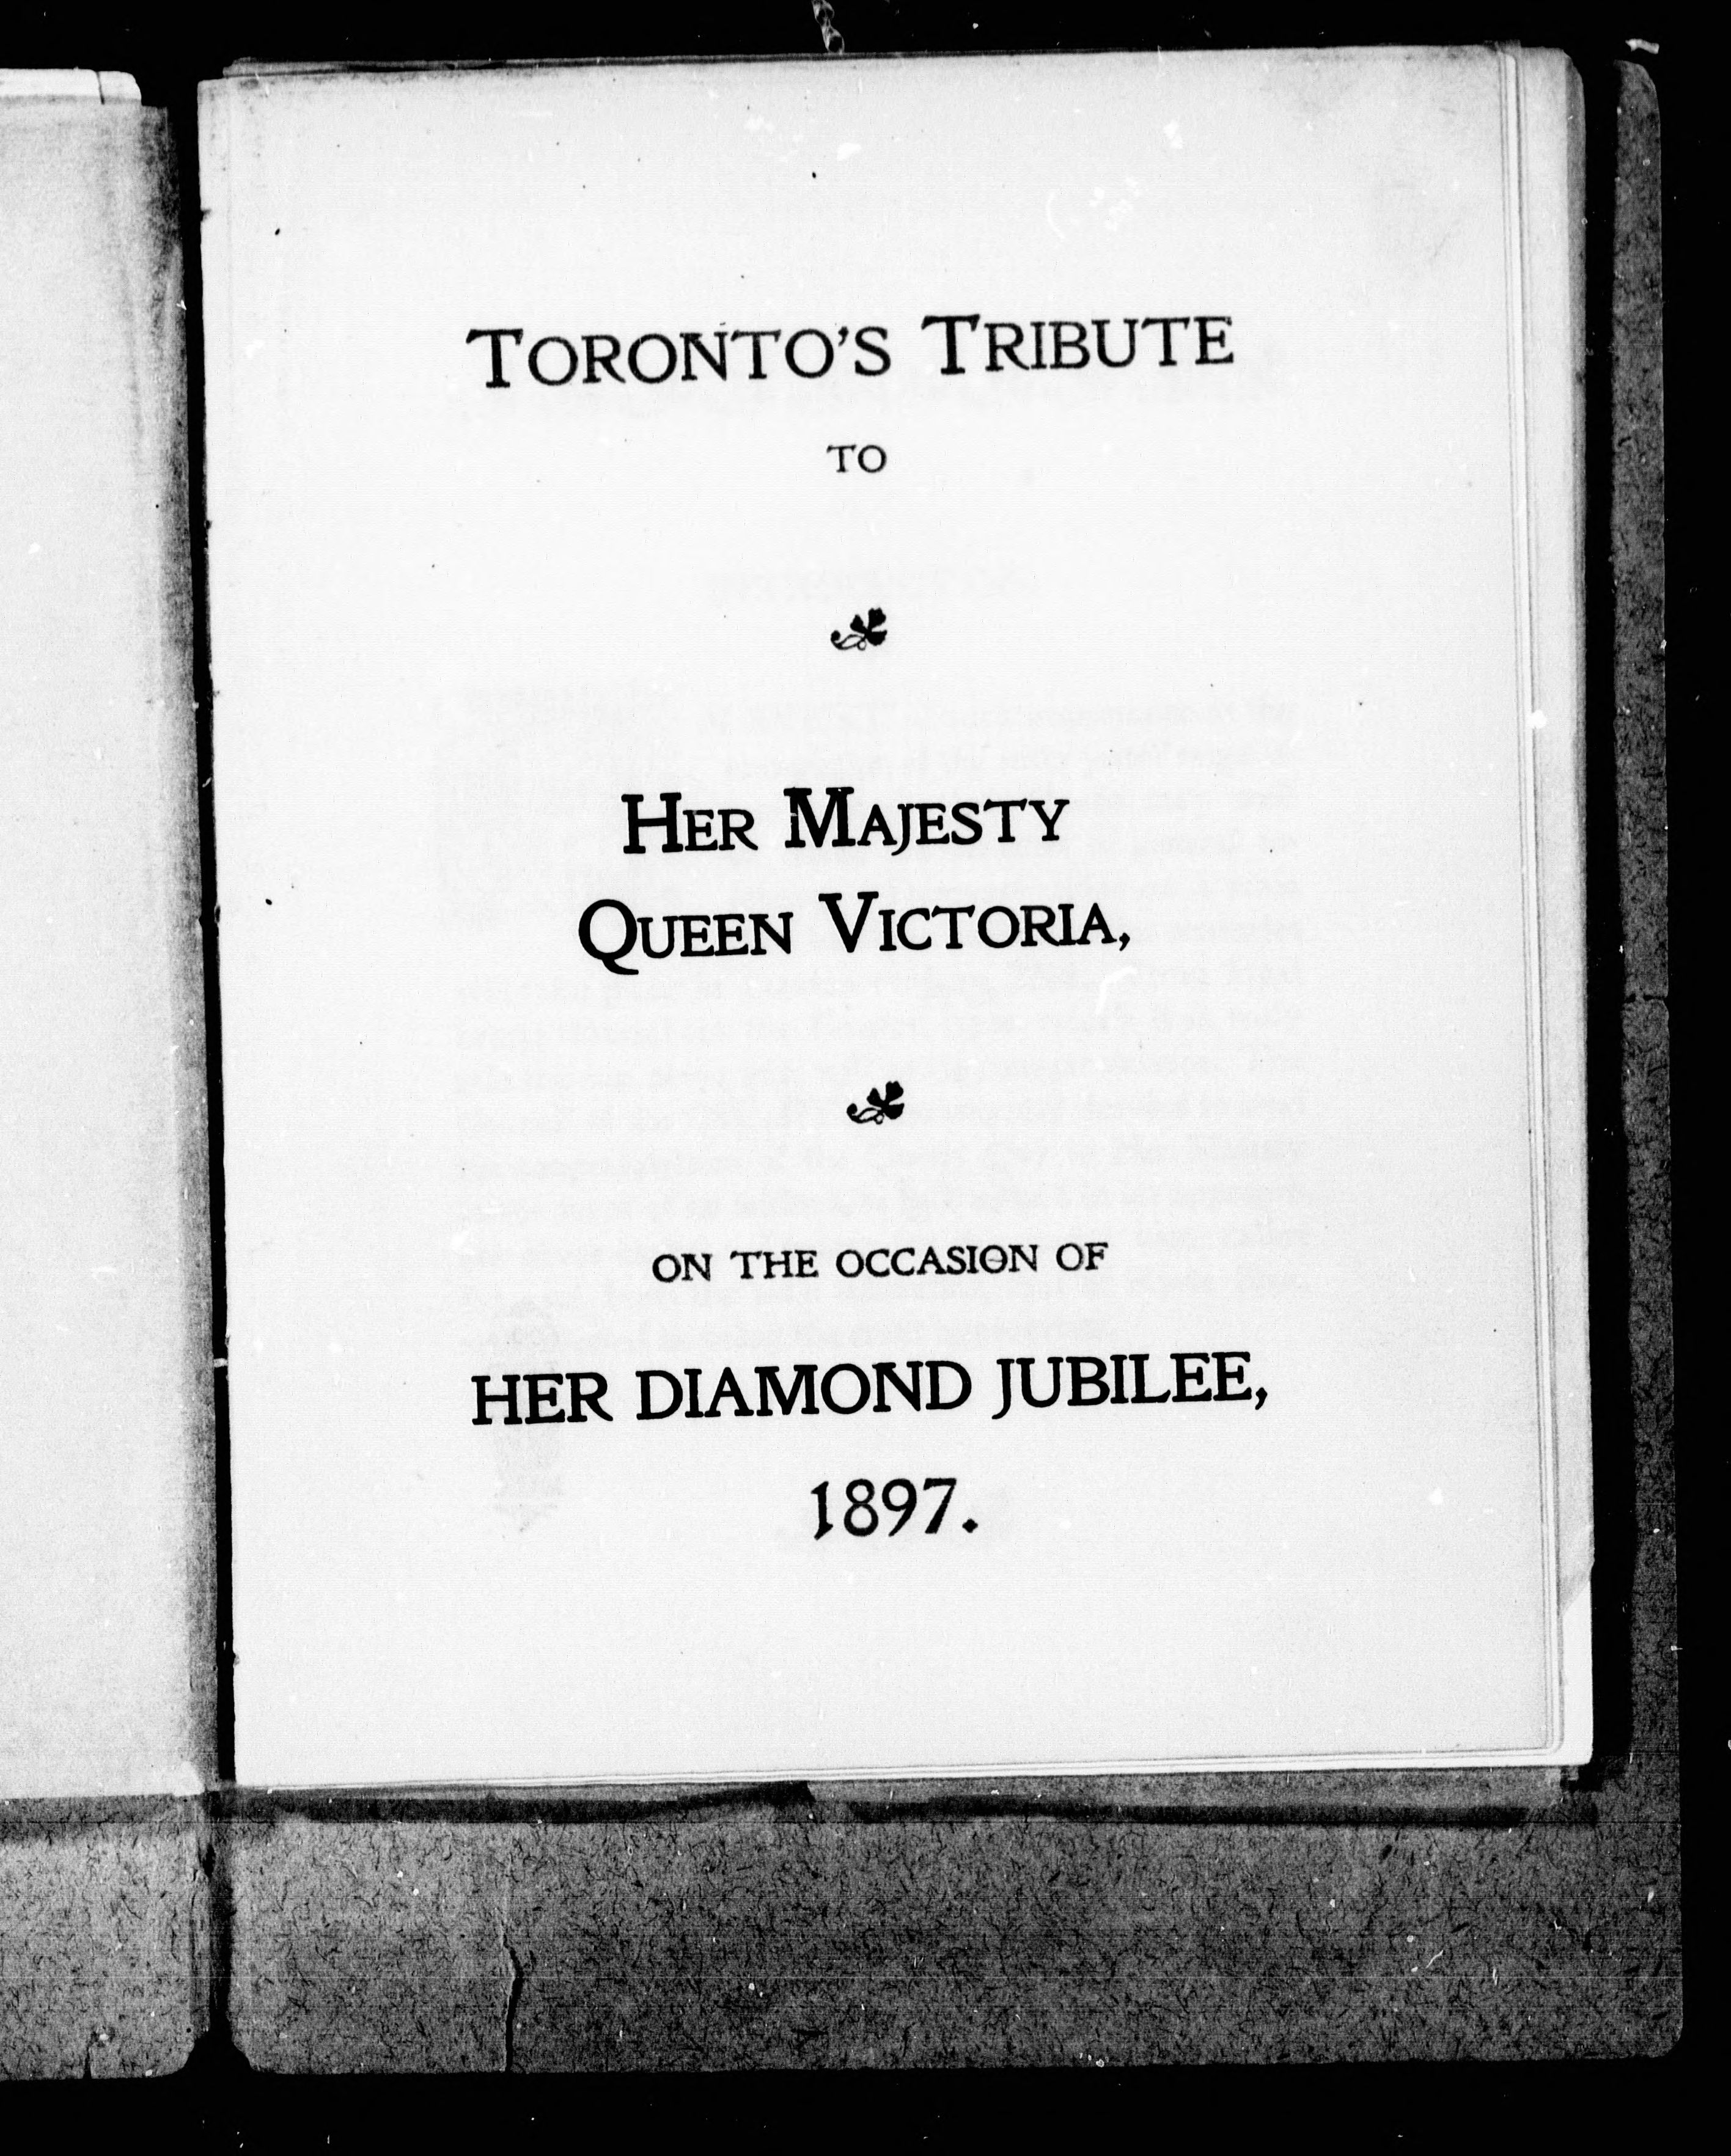 TORONTO'S TRIBUTE
TO
HER MAJESTY
QUEEN VICTORIA,
ON THE OCCASION OF
HER DIAMOND JUBILEE,
1897.